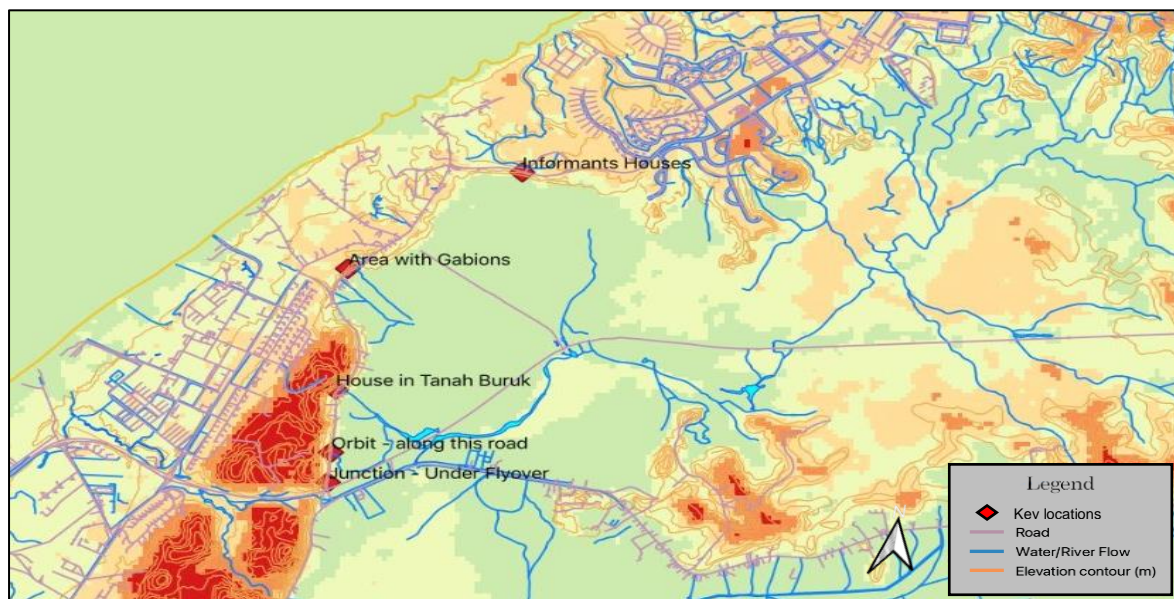 Informants Houses
Area with Gabions
House in Tanah Buruk
Orbit - along this road
Junction - Under Flyover
Legend
Kev locations
Road
Water/River Flow
Elevation contour (m)
N